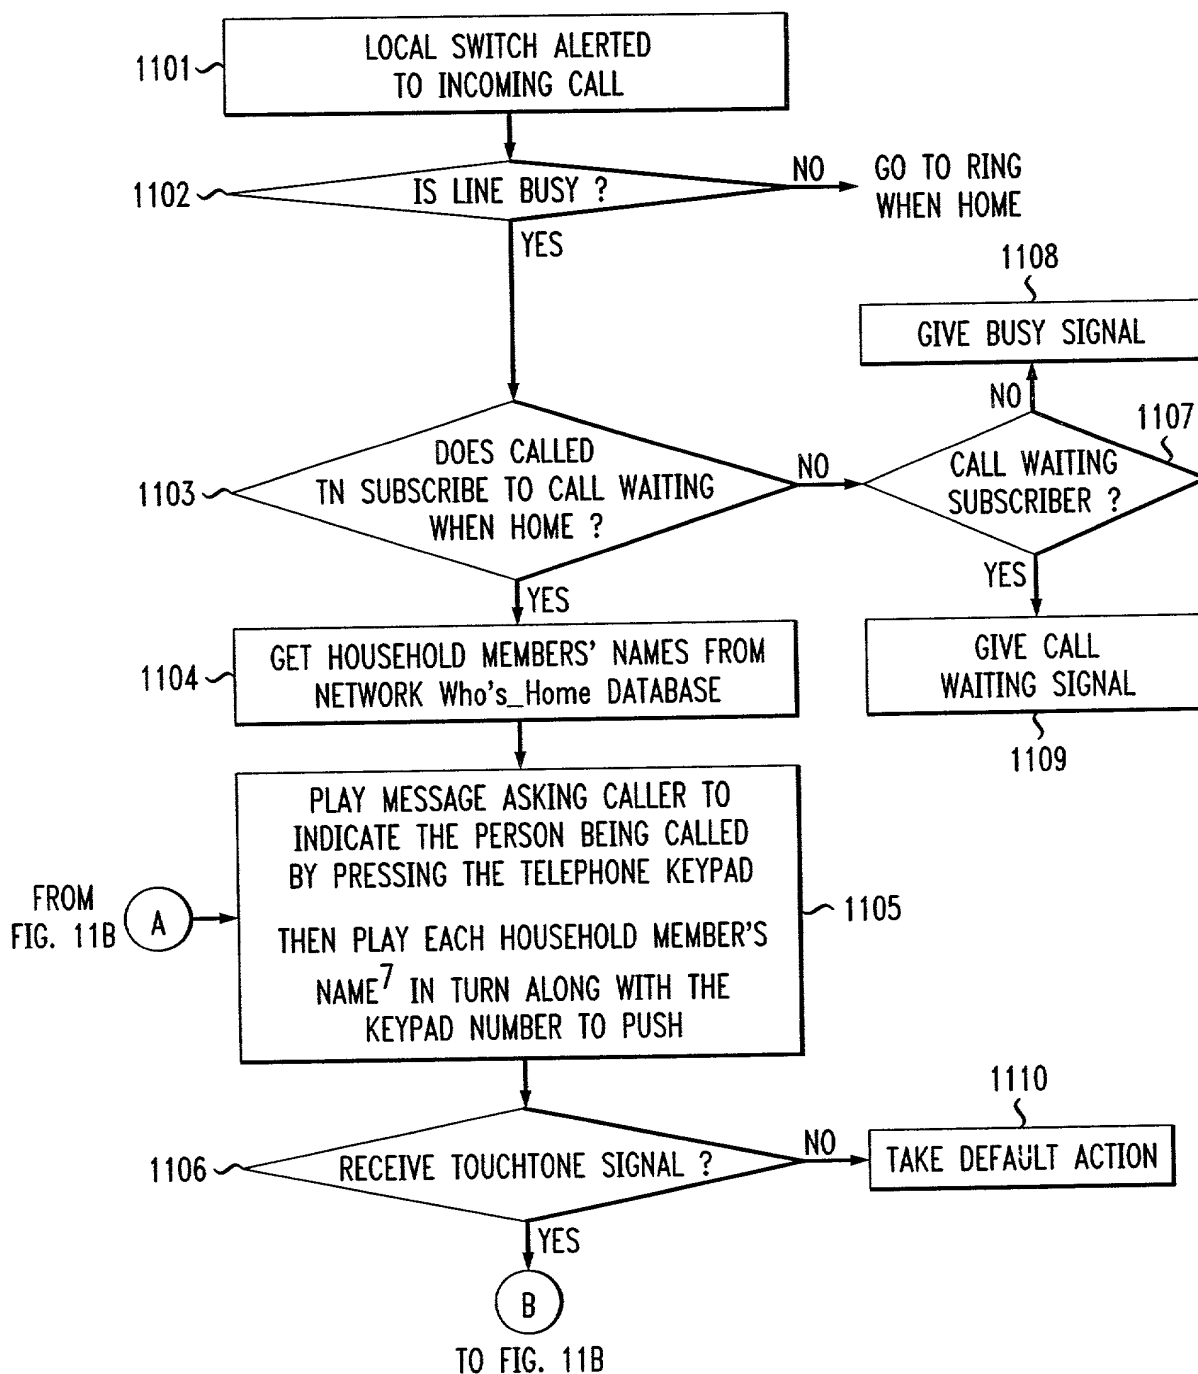 LOCAL SWITCH ALERTED
TO INCOMING CALL
1101
IS LINE BUSY ?
1102
NO
GO TO RING
WHEN HOME
YES
1108
GIVE BUSY SIGNAL
NO
1107
DOES CALLED
TN SUBSCRIBE TO CALL WAITING
WHEN HOME ?
1103
NO
CALL WAITING
SUBSCRIBER ?
YES
YES
GET HOUSEHOLD MEMBERS' NAMES FROM
NETWORK Who's_Home DATABASE
1104
GIVE CALL
WAITING SIGNAL
1109
PLAY MESSAGE ASKING CALLER TO
INDICATE THE PERSON BEING CALLED
BY PRESSING THE TELEPHONE KEYPAD
THEN PLAY EACH HOUSEHOLD MEMBER'S
NAME7 IN TURN ALONG WITH THE
KEYPAD NUMBER TO PUSH
1105
FROM
FIG. 11B
A
1110
RECEIVE TOUCHTONE SIGNAL ?
1106
NO
TAKE DEFAULT ACTION
YES
B
TO FIG. 11B